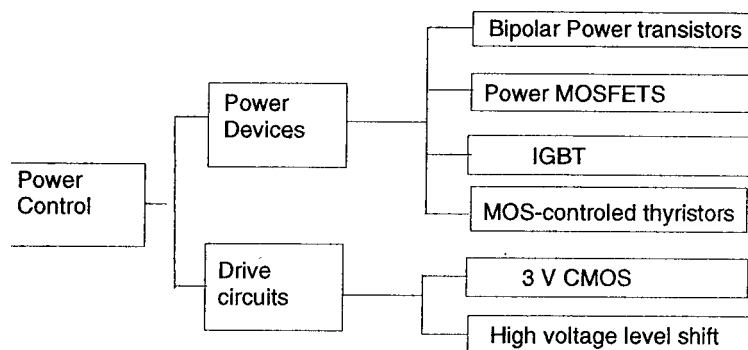 Bipolar Power transistors
Power
Devices
Power MOSFETS
IGBT
Power
Control
MOS-controled thyristors
Drive
circuits
3 V CMOS
High voltage level shift